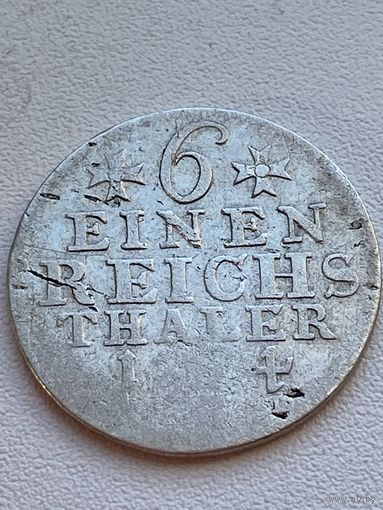 6
EINEN
REICHS
THALER